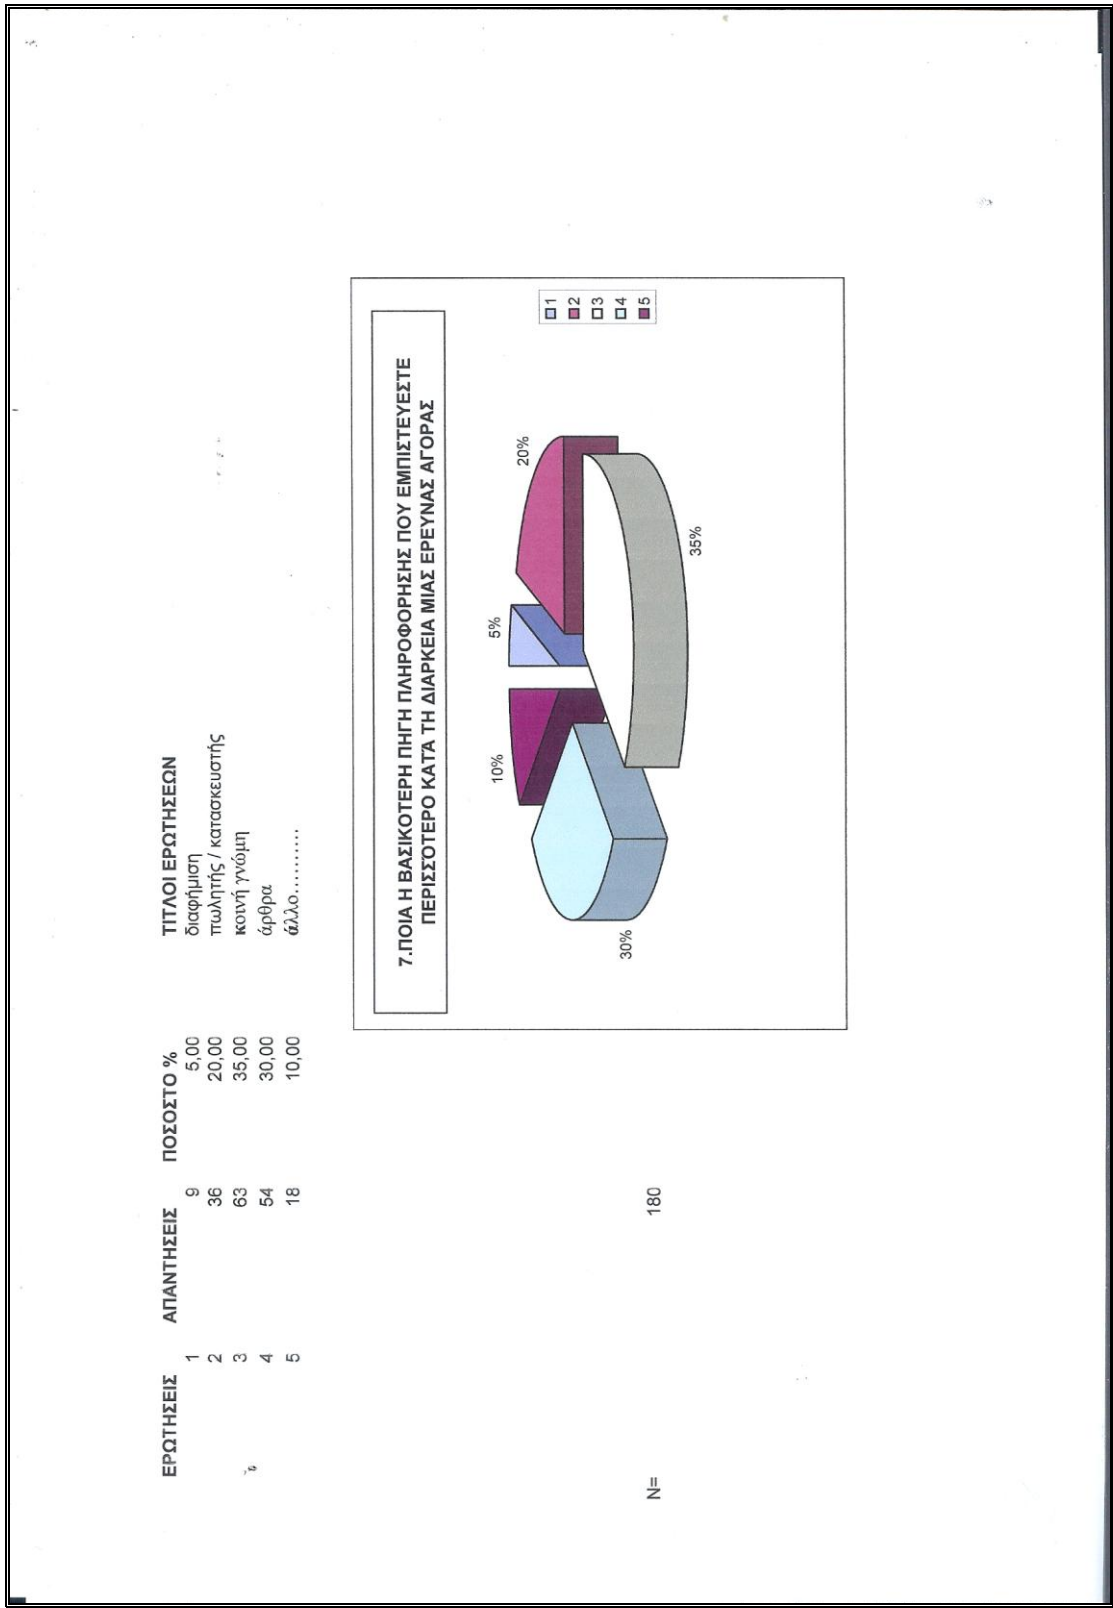 ΕΡΩΤΗΣΕΙΣ ΑΠΑΝΤΗΣΕΙΣ ΠΟΣΟΣΤΟ % ΤΙΤΛΟΙ ΕΡΩΤΗΣΕΩΝ
1 9 5,00 διαφήμιση
2 36 20,00 πωλητής / κατασκευστής
3 63 35,00 κοινή γνώμη
4 54 30,00 άρθρα
5 18 10,00 άλλο..........
7.ΠΟΙΑ Η ΒΑΣΙΚΟΤΕΡΗ ΠΗΓΗ ΠΛΗΡΟΦΟΡΗΣΗΣ ΠΟΥ ΕΜΠΙΣΤΕΥΕΣΤΕ
ΠΕΡΙΣΣΌΤΕΡΟ ΚΑΤΆ ΤΗ ΔΙΑΡΚΕΙΑ ΜΙΑΣ ΕΡΕΥΝΑΣ ΑΓΟΡΑΣ
10%
5%
20%
30%
35%
1
2
3
4
5
N= 180